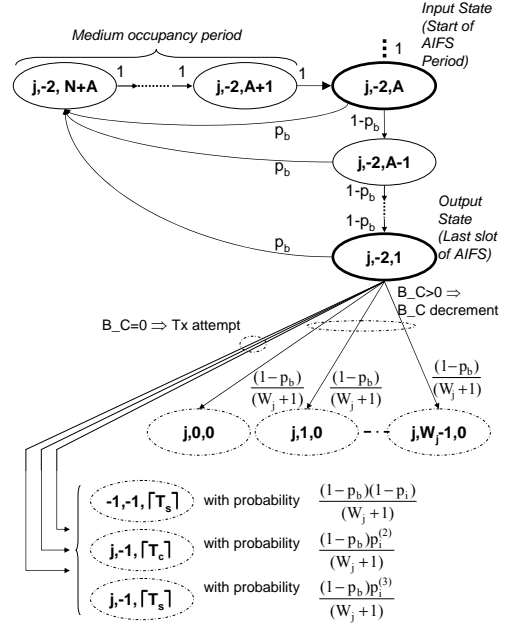 Medium occupancy period
Input State
(Start of
AIFS
Period)
1
j,-2, N+A
1
1
j,-2,A+1
1
j,-2,A
p_b
1-p_b
p_b
j,-2,A-1
1-p_b
1-p_b
p_b
j,-2,1
Output
State
(Last slot
of AIFS)
B_C=0 ⇒ Tx attempt
B_C>0 ⇒
B_C decrement
(1-p_b)/(W_j+1)
(1-p_b)/(W_j+1)
(1-p_b)/(W_j+1)
j,0,0
j,1,0
j,W_j-1,0
-1,-1,⌈T_s⌉ with probability (1-p_b)(1-p_i)/(W_j+1)
j,-1,⌈T_c⌉ with probability (1-p_b)p_i^(2)/(W_j+1)
j,-1,⌈T_s⌉ with probability (1-p_b)p_i^(3)/(W_j+1)